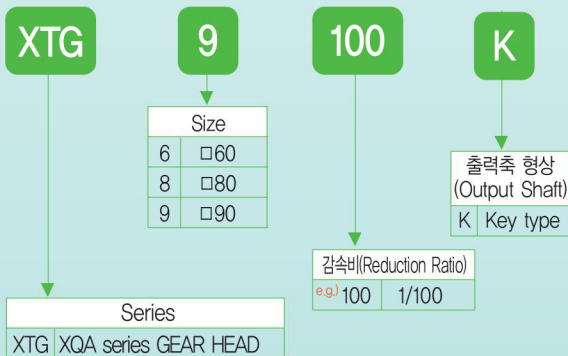 XTG 9 100 K
Size
6 □60
8 □80
9 □90
출력축 형상
(Output Shaft)
K Key type
감속비(Reduction Ratio)
e.g.) 100 1/100
Series
XTG XQA series GEAR HEAD